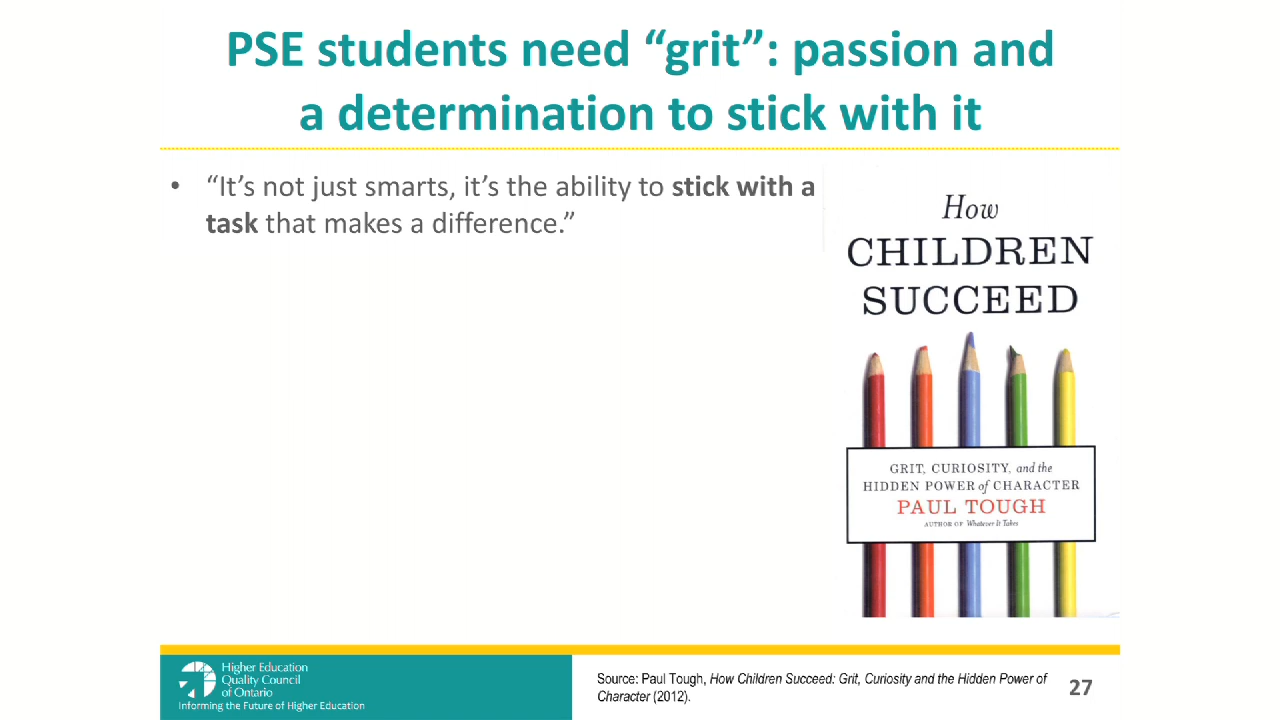 PSE students need “grit”: passion and
a determination to stick with it
• “It’s not just smarts, it’s the ability to stick with a
task that makes a difference.”
How
CHILDREN
SUCCEED
GRIT, CURIOSITY, and the
HIDDEN POWER of CHARACTER
PAUL TOUGH
AUTHOR OF Whatever It Takes
Higher Education
Quality Council
of Ontario
Informing the Future of Higher Education
Source: Paul Tough, How Children Succeed: Grit, Curiosity and the Hidden Power of
Character (2012).
27